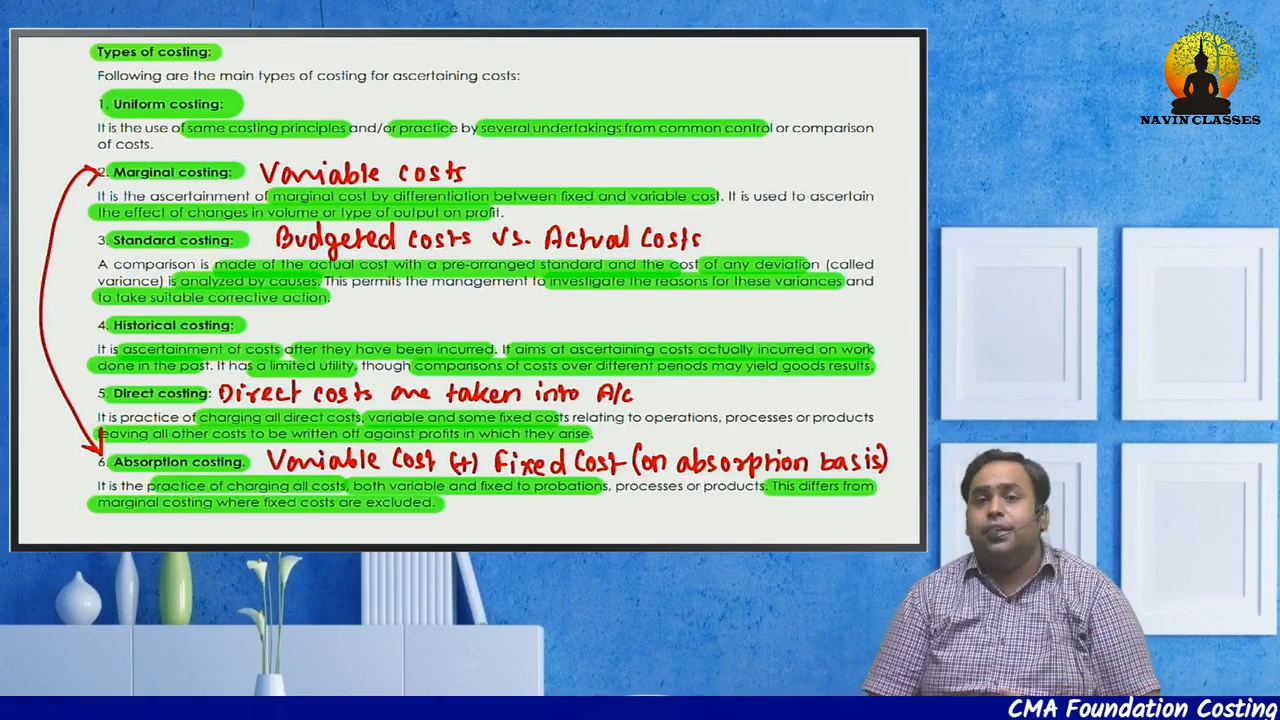 Types of costing:
Following are the main types of costing for ascertaining costs:
1. Uniform costing:
It is the use of same costing principles and/or practice by several undertakings from common control or comparison
of costs.
2. Marginal costing: Variable costs
It is the ascertainment of marginal cost by differentiation between fixed and variable cost. It is used to ascertain
the effect of changes in volume or type of output on profit.
3. Standard costing: Budgeted costs vs. Actual Costs
A comparison is made of the actual cost with a pre-arranged standard and the cost of any deviation (called
variance) is analyzed by causes. This permits the management to investigate the reasons for these variances and
to take suitable corrective action.
4. Historical costing:
It is ascertainment of costs after they have been incurred. It aims at ascertaining costs actually incurred on work
done in the past. It has a limited utility, though comparisons of costs over different periods may yield goods results.
5. Direct costing: Direct costs are taken into A/c
It is practice of charging all direct costs, variable and some fixed costs relating to operations, processes or products
leaving all other costs to be written off against profits in which they arise.
6. Absorption costing. Variable Cost (+) Fixed Cost (on absorption basis)
It is the practice of charging all costs, both variable and fixed to probations, processes or products. This differs from
marginal costing where fixed costs are excluded.
NAVIN CLASSES
CMA Foundation Costing